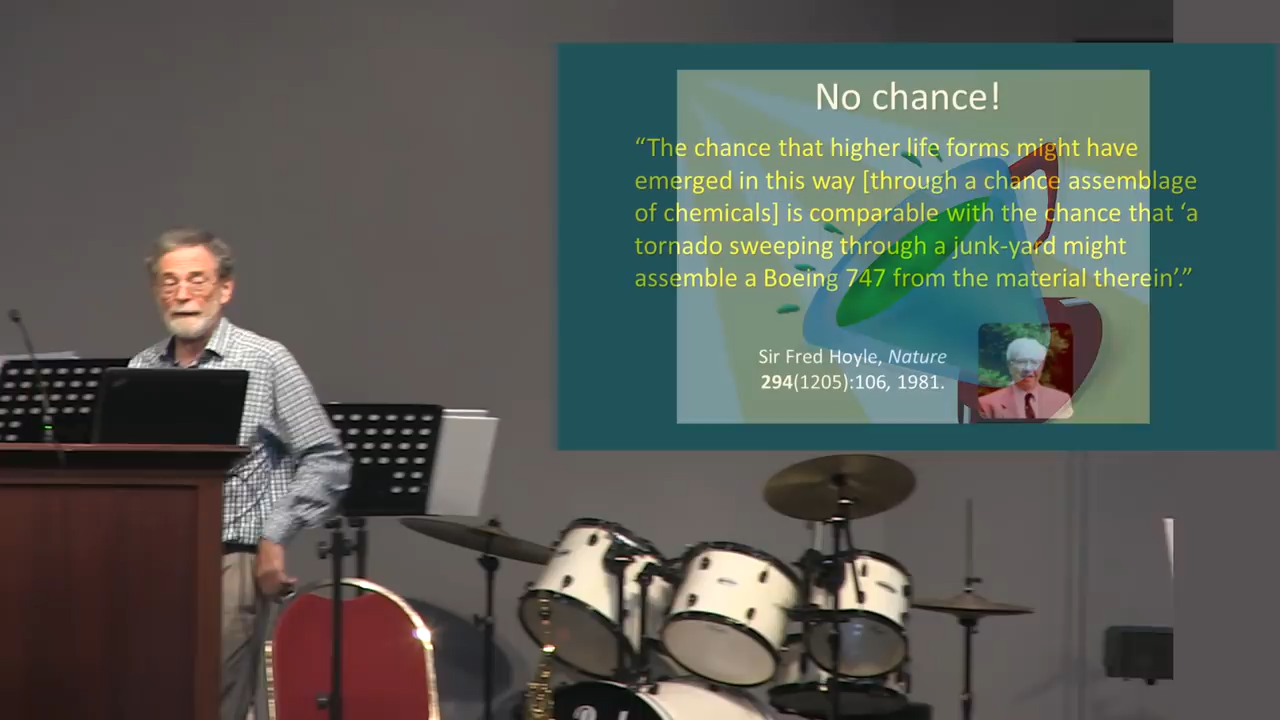 No chance!
“The chance that higher life forms might have
emerged in this way [through a chance assemblage
of chemicals] is comparable with the chance that ‘a
tornado sweeping through a junk-yard might
assemble a Boeing 747 from the material therein’.”
Sir Fred Hoyle, Nature
294(1205):106, 1981.